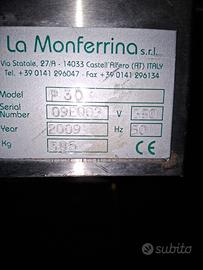 La Monferrina s.r.l.
Via Statale, 27/A - 14033 Castell'Alfero (AT) ITALY
Tel. +39 0141 296047 - Fax +39 0141 296134
Model P 30
Serial Number V
Year 2009 Hz 50
Kg
CE
subito